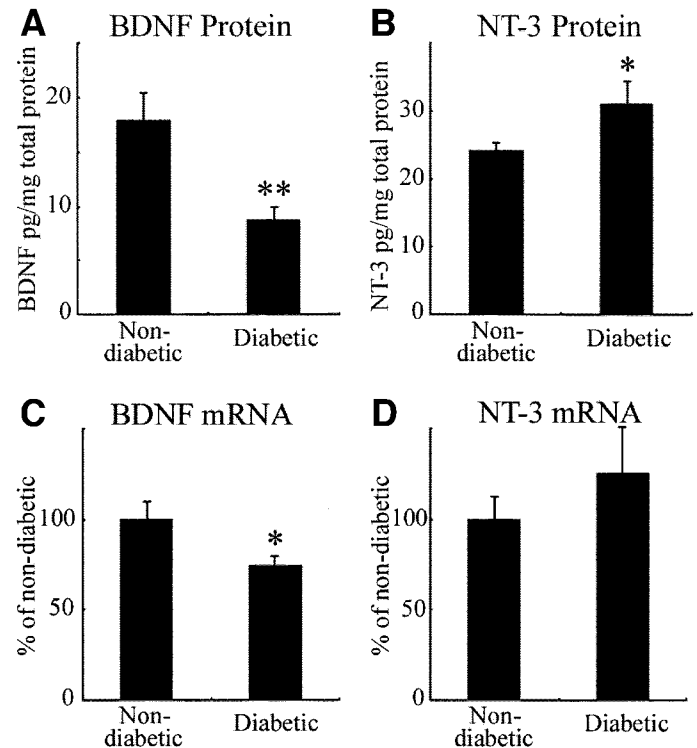 A
BDNF Protein
BDNF pg/mg total protein
20
10
0
**
Non-
diabetic
Diabetic
B
NT-3 Protein
NT-3 pg/mg total protein
30
20
10
0
*
Non-
diabetic
Diabetic
C
BDNF mRNA
% of non-diabetic
100
50
0
*
Non-
diabetic
Diabetic
D
NT-3 mRNA
% of non-diabetic
100
50
0
Non-
diabetic
Diabetic